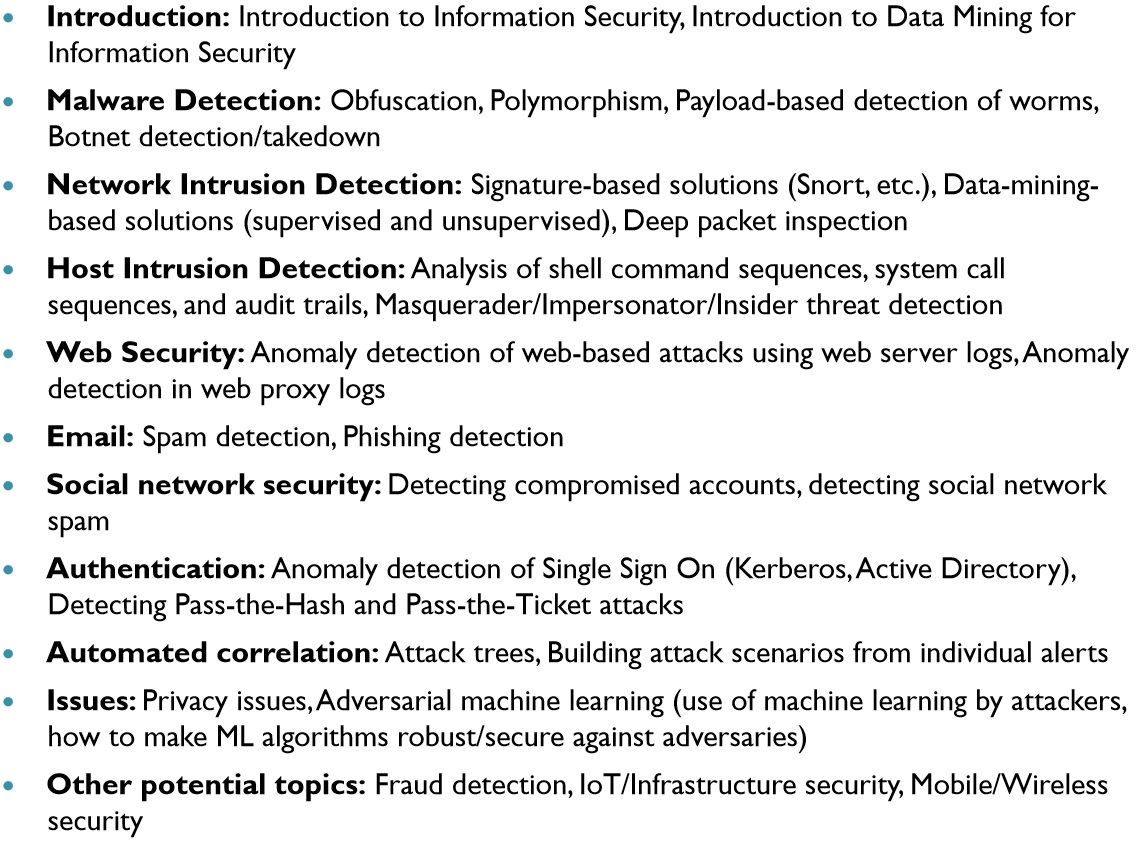 • Introduction: Introduction to Information Security, Introduction to Data Mining for
Information Security
• Malware Detection: Obfuscation, Polymorphism, Payload-based detection of worms,
Botnet detection/takedown
• Network Intrusion Detection: Signature-based solutions (Snort, etc.), Data-mining-
based solutions (supervised and unsupervised), Deep packet inspection
• Host Intrusion Detection: Analysis of shell command sequences, system call
sequences, and audit trails, Masquerader/Impersonator/Insider threat detection
• Web Security: Anomaly detection of web-based attacks using web server logs, Anomaly
detection in web proxy logs
• Email: Spam detection, Phishing detection
• Social network security: Detecting compromised accounts, detecting social network
spam
• Authentication: Anomaly detection of Single Sign On (Kerberos, Active Directory),
Detecting Pass-the-Hash and Pass-the-Ticket attacks
• Automated correlation: Attack trees, Building attack scenarios from individual alerts
• Issues: Privacy issues, Adversarial machine learning (use of machine learning by attackers,
how to make ML algorithms robust/secure against adversaries)
• Other potential topics: Fraud detection, IoT/Infrastructure security, Mobile/Wireless
security